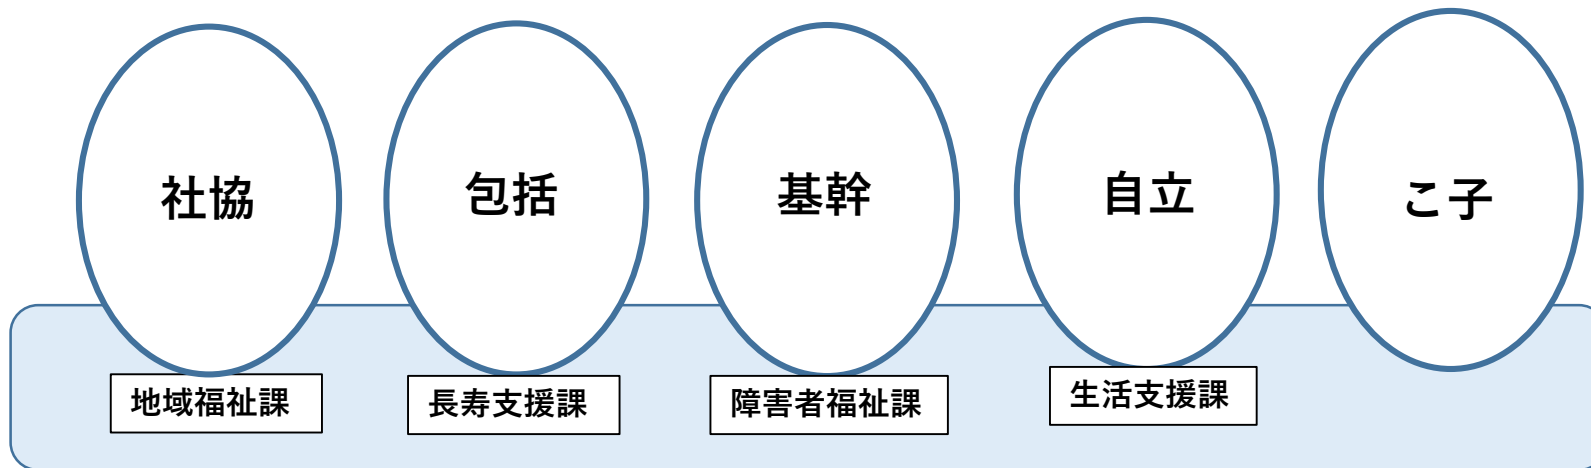 社協
包括
基幹
自立
こ子
地域福祉課
長寿支援課
障害者福祉課
生活支援課